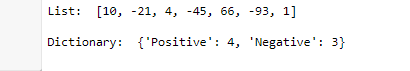 List:  [10, -21, 4, -45, 66, -93, 1]
Dictionary:  {'Positive': 4, 'Negative': 3}